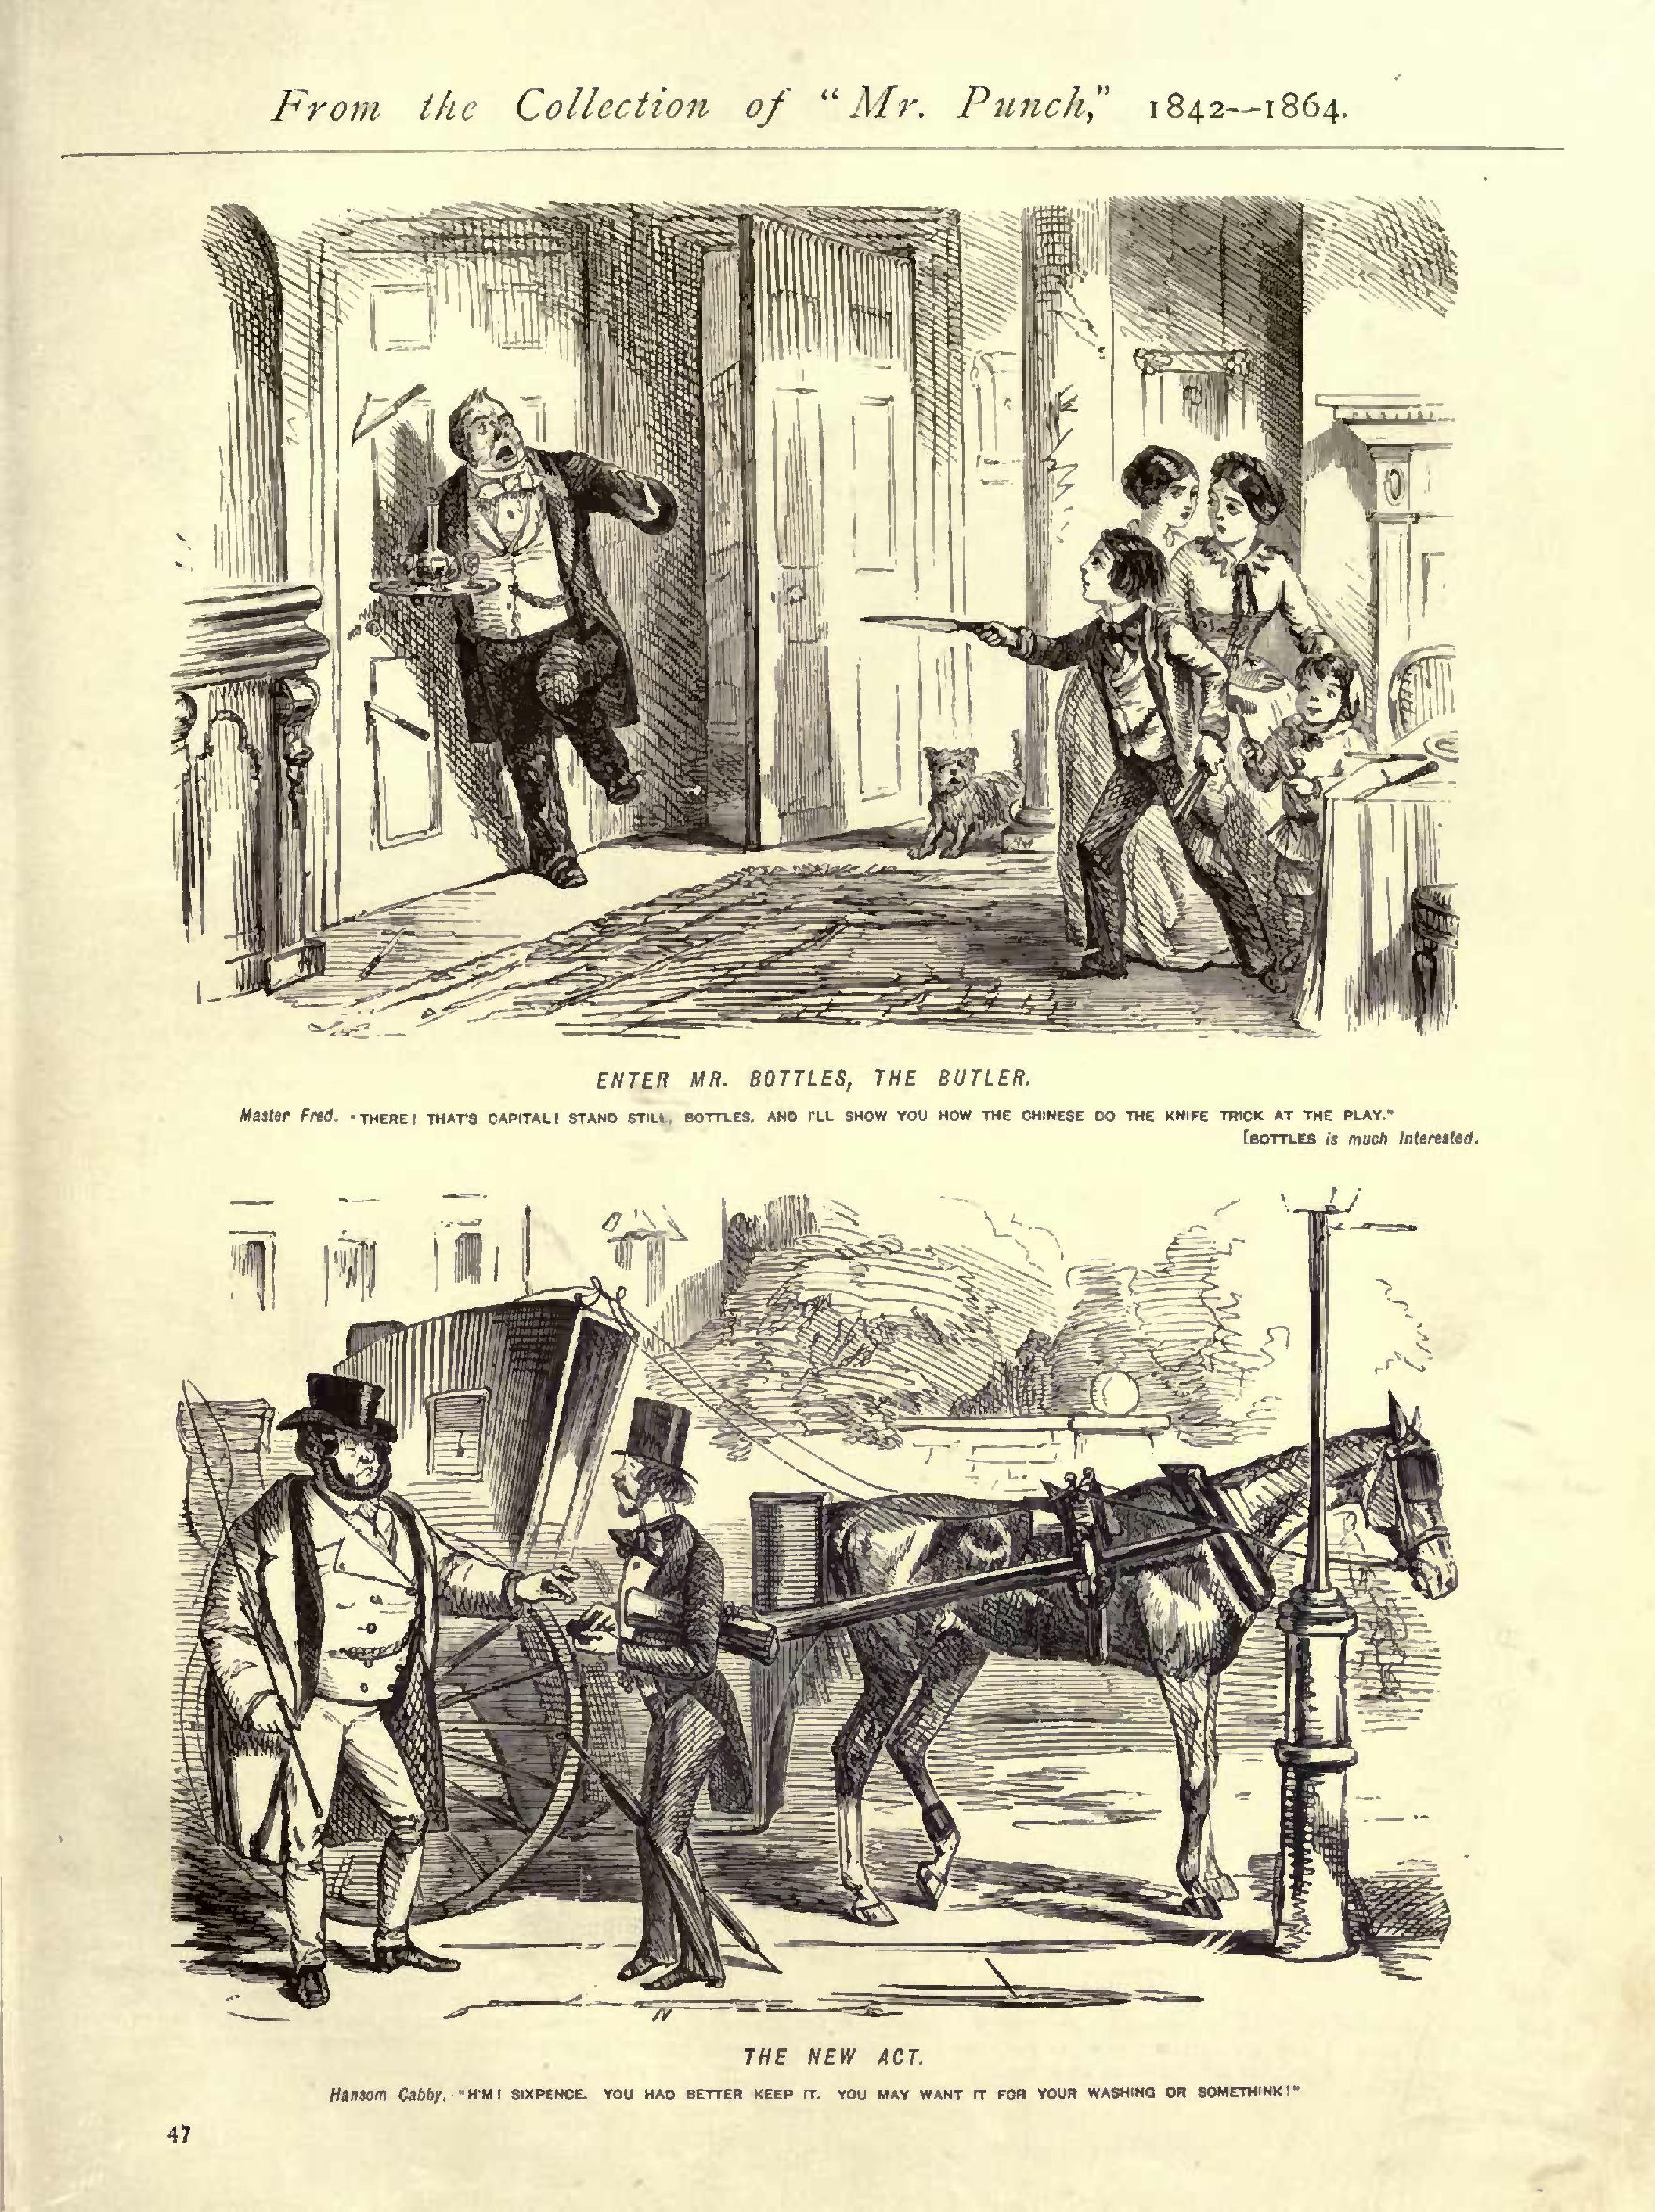 From the Collection of “Mr. Punch,” 1842--1864.
ENTER MR. BOTTLES, THE BUTLER.
Master Fred. “THERE! THAT'S CAPITAL! STAND STILL, BOTTLES, AND I'LL SHOW YOU HOW THE CHINESE DO THE KNIFE TRICK AT THE PLAY.”
[BOTTLES is much interested.
THE NEW ACT.
Hansom Cabby. “H'M! SIXPENCE. YOU HAD BETTER KEEP IT. YOU MAY WANT IT FOR YOUR WASHING OR SOMETHINK!”
47